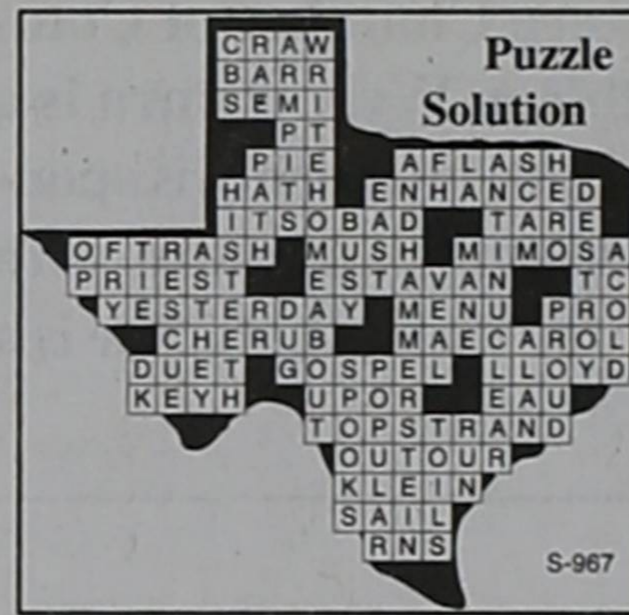 Puzzle
Solution
CRAW
BARR
SEMI
PT
PIE AFLASH
HATH ENHANCED
ITSOBAD TARE
OFTRASH MUSH MIMOSA
PRIEST ESTAVAN TC
YESTERDAY MENU PRO
CHERUB MAECAROL
DUET GOSPEL LLOYD
KEYH UPOR EAU
TOPSTRAND
OUTOUR
KLEIN
SAIL
RNS
S-967